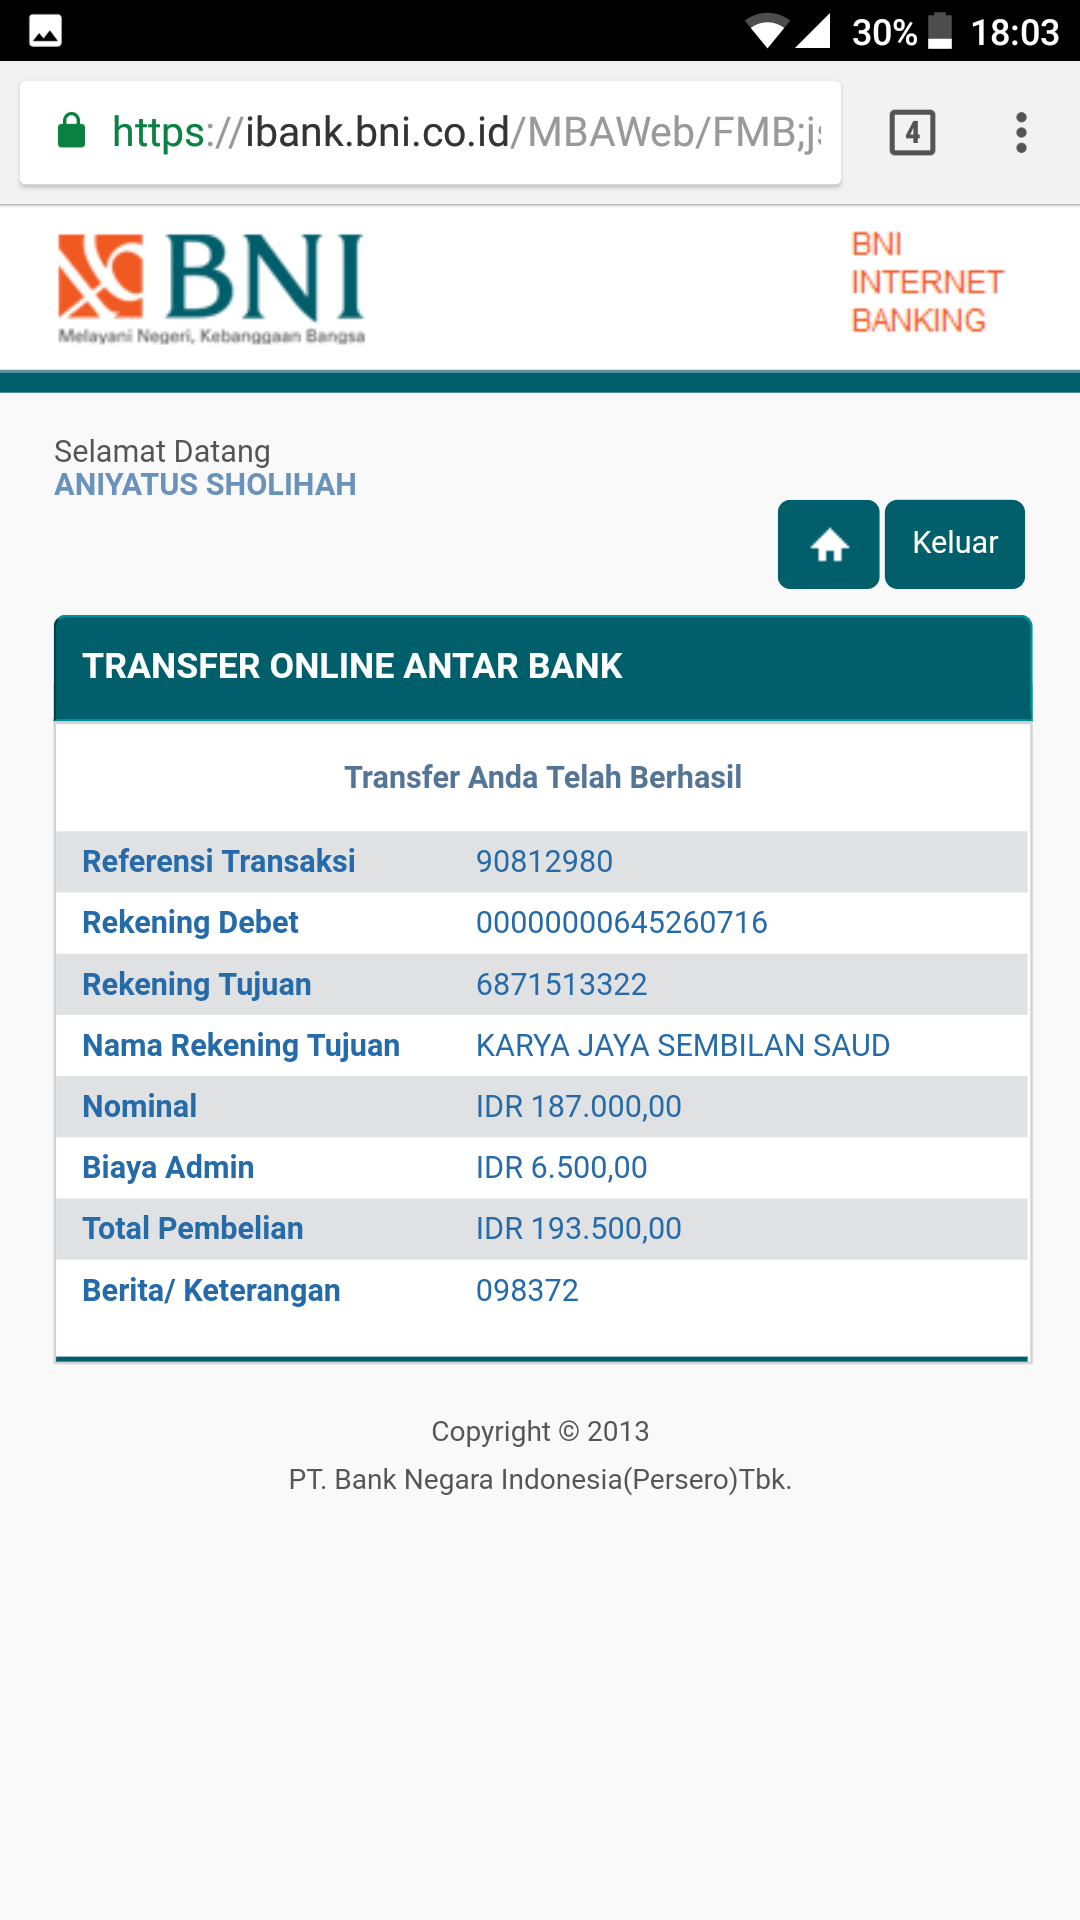 30% 18:03
https://ibank.bni.co.id/MBAWeb/FMB;j
4
BNI
Melayani Negeri, Kebanggaan Bangsa
BNI
INTERNET
BANKING
Selamat Datang
ANIYATUS SHOLIHAH
Keluar
TRANSFER ONLINE ANTAR BANK
Transfer Anda Telah Berhasil
Referensi Transaksi 90812980
Rekening Debet 00000000645260716
Rekening Tujuan 6871513322
Nama Rekening Tujuan KARYA JAYA SEMBILAN SAUD
Nominal IDR 187.000,00
Biaya Admin IDR 6.500,00
Total Pembelian IDR 193.500,00
Berita/ Keterangan 098372
Copyright © 2013
PT. Bank Negara Indonesia(Persero)Tbk.